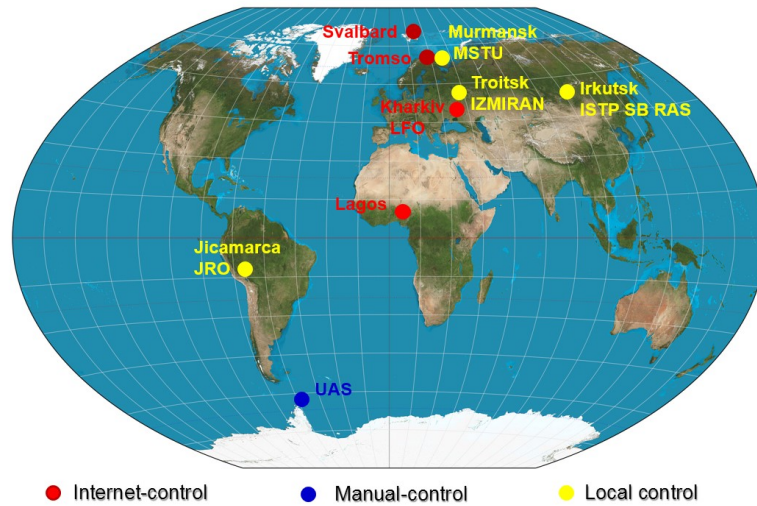 Svalbard
Murmansk
Tromso
MSTU
Troitsk
IZMIRAN
Irkutsk
ISTP SB RAS
Kharkiv
LFO
Lagos
Jicamarca
JRO
UAS
Internet-control
Manual-control
Local control